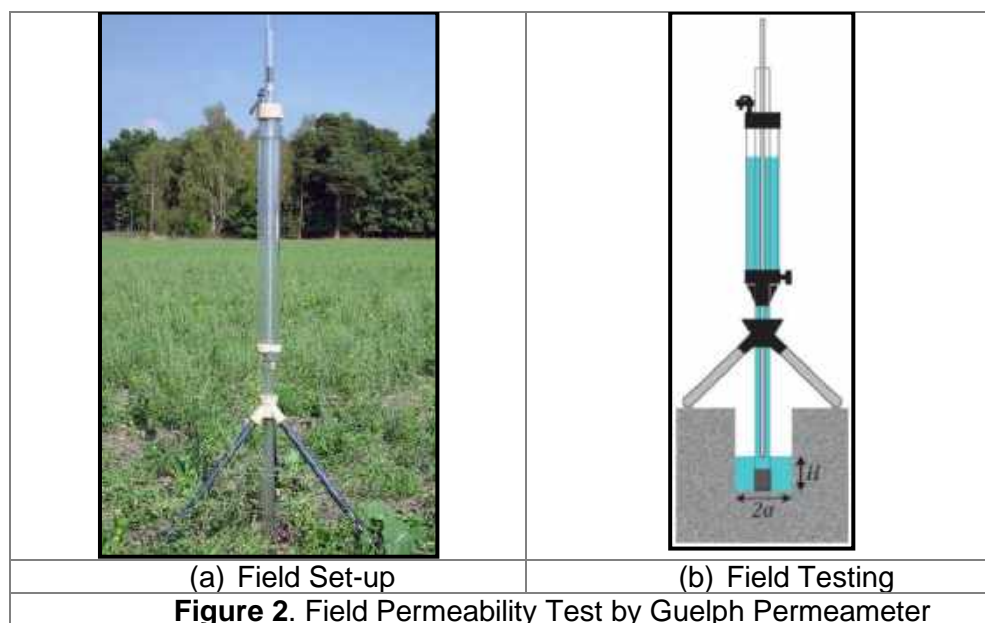 H
2a
(a) Field Set-up
(b) Field Testing
Figure 2. Field Permeability Test by Guelph Permeameter